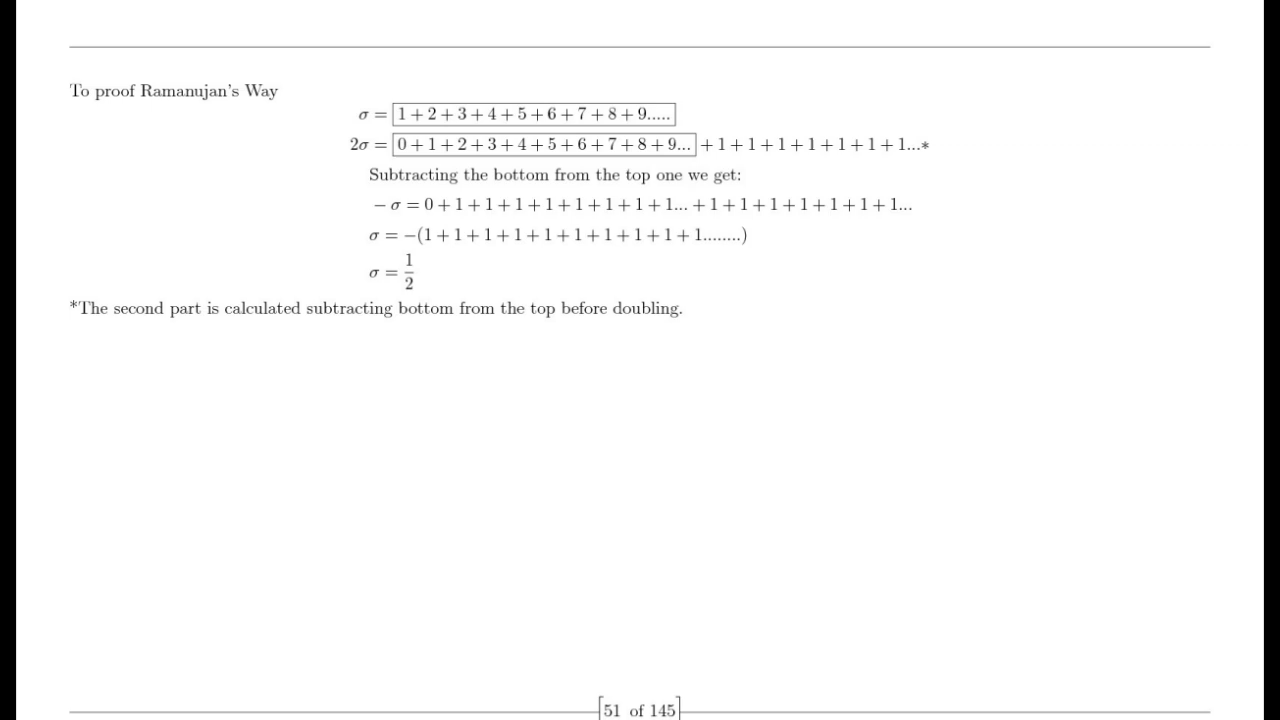 To proof Ramanujan's Way
σ = 1 + 2 + 3 + 4 + 5 + 6 + 7 + 8 + 9.....
2σ = 0 + 1 + 2 + 3 + 4 + 5 + 6 + 7 + 8 + 9... + 1 + 1 + 1 + 1 + 1 + 1 + 1...*
Subtracting the bottom from the top one we get:
− σ = 0 + 1 + 1 + 1 + 1 + 1 + 1 + 1 + 1... + 1 + 1 + 1 + 1 + 1 + 1 + 1...
σ = −(1 + 1 + 1 + 1 + 1 + 1 + 1 + 1 + 1 + 1........)
σ = 1/2
*The second part is calculated subtracting bottom from the top before doubling.
[51 of 145]